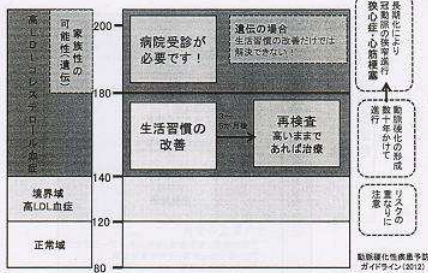 高LDLコレステロール血症
家族性の
可能性(遺伝)
200
180
140
120
80
病院受診が
必要です！
遺伝の場合
生活習慣の改善だけでは
解決できない！
生活習慣の
改善
6か月後
再検査
高いままで
あれば治療
境界域
高LDL血症
正常域
長期化により
冠動脈の狭窄進行
狭心症・心筋梗塞
動脈硬化の形成
数十年かけて
進行
リスクの
重なりに
注意
動脈硬化性疾患予防
ガイドライン(2012)